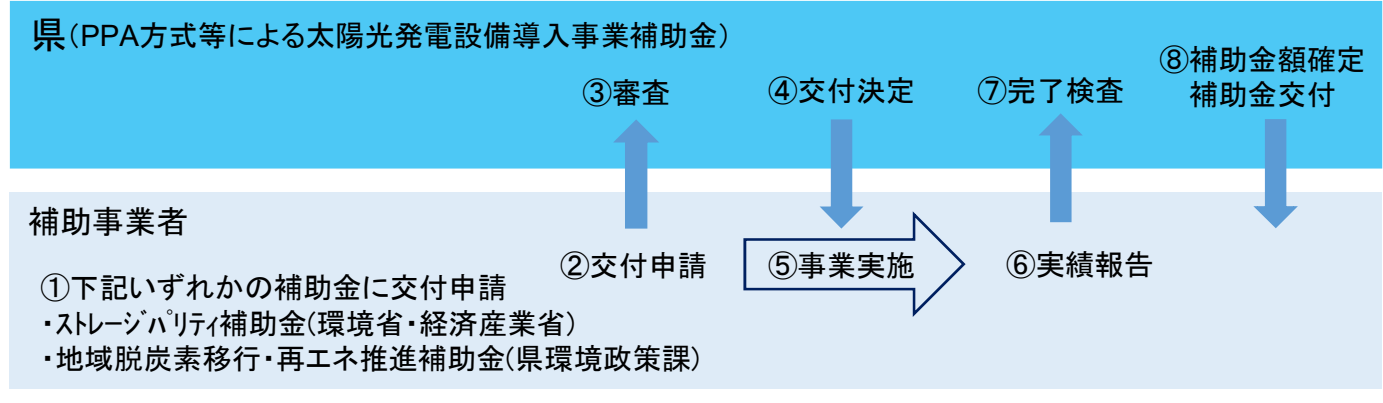 県(PPA方式等による太陽光発電設備導入事業補助金)
③審査
④交付決定
⑦完了検査
⑧補助金額確定
補助金交付
補助事業者
①下記いずれかの補助金に交付申請
・ストレージパリティ補助金(環境省・経済産業省)
・地域脱炭素移行・再エネ推進補助金(県環境政策課)
②交付申請
⑤事業実施
⑥実績報告